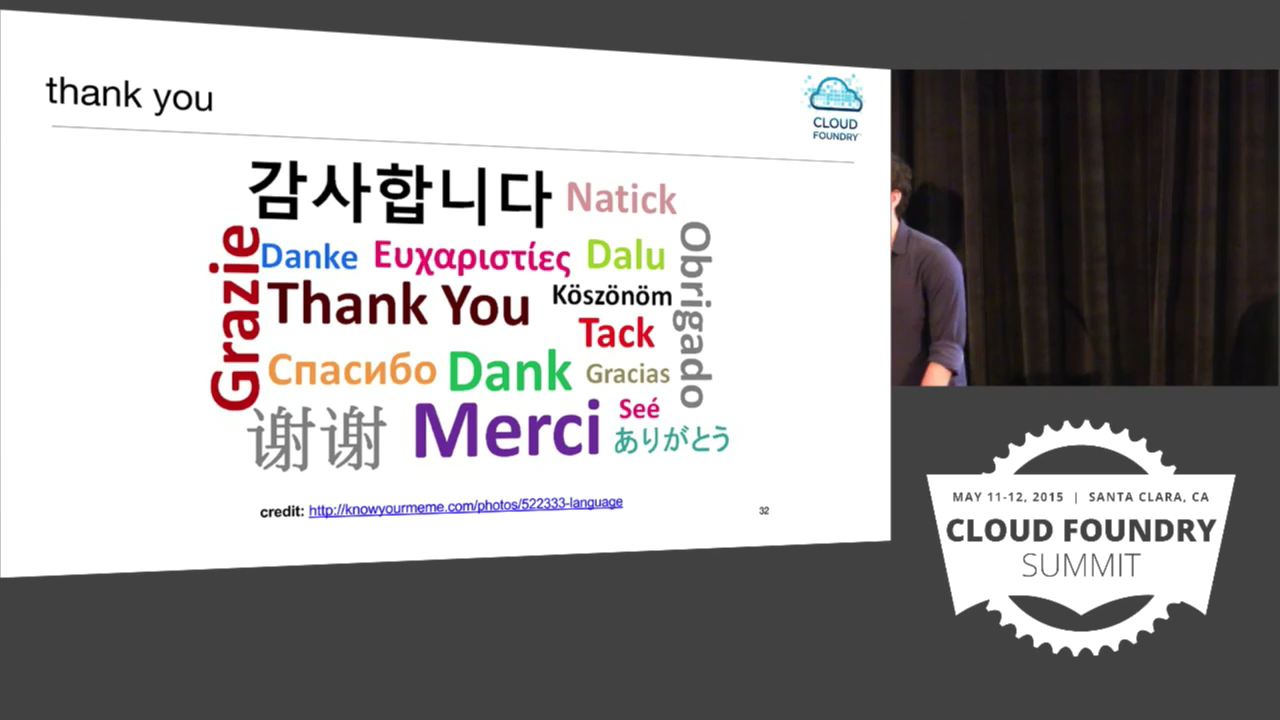 thank you
CLOUD
FOUNDRY
감사합니다
Natick
Grazie
Danke
Ευχαριστίες
Dalu
Obrigado
Thank You
Köszönöm
Tack
Спасибо
Dank
Gracias
谢谢
Merci
Seé
ありがとう
credit: http://knowyourmeme.com/photos/522333-language
32
MAY 11-12, 2015 | SANTA CLARA, CA
CLOUD FOUNDRY
SUMMIT